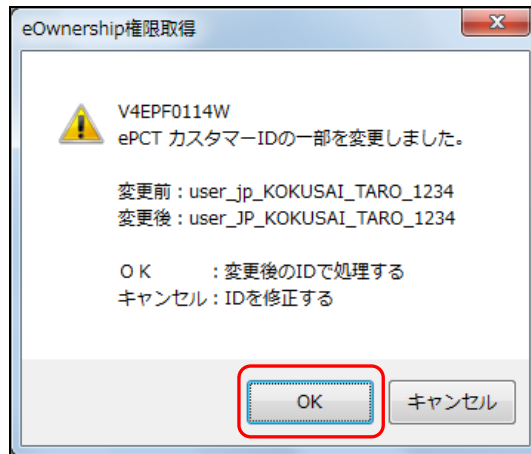 eOwnership権限取得
V4EPF0114W
ePCT カスタマーIDの一部を変更しました。
変更前：user_jp_KOKUSAI_TARO_1234
変更後：user_JP_KOKUSAI_TARO_1234
ＯＫ　　　：変更後のIDで処理する
キャンセル：IDを修正する
OK キャンセル